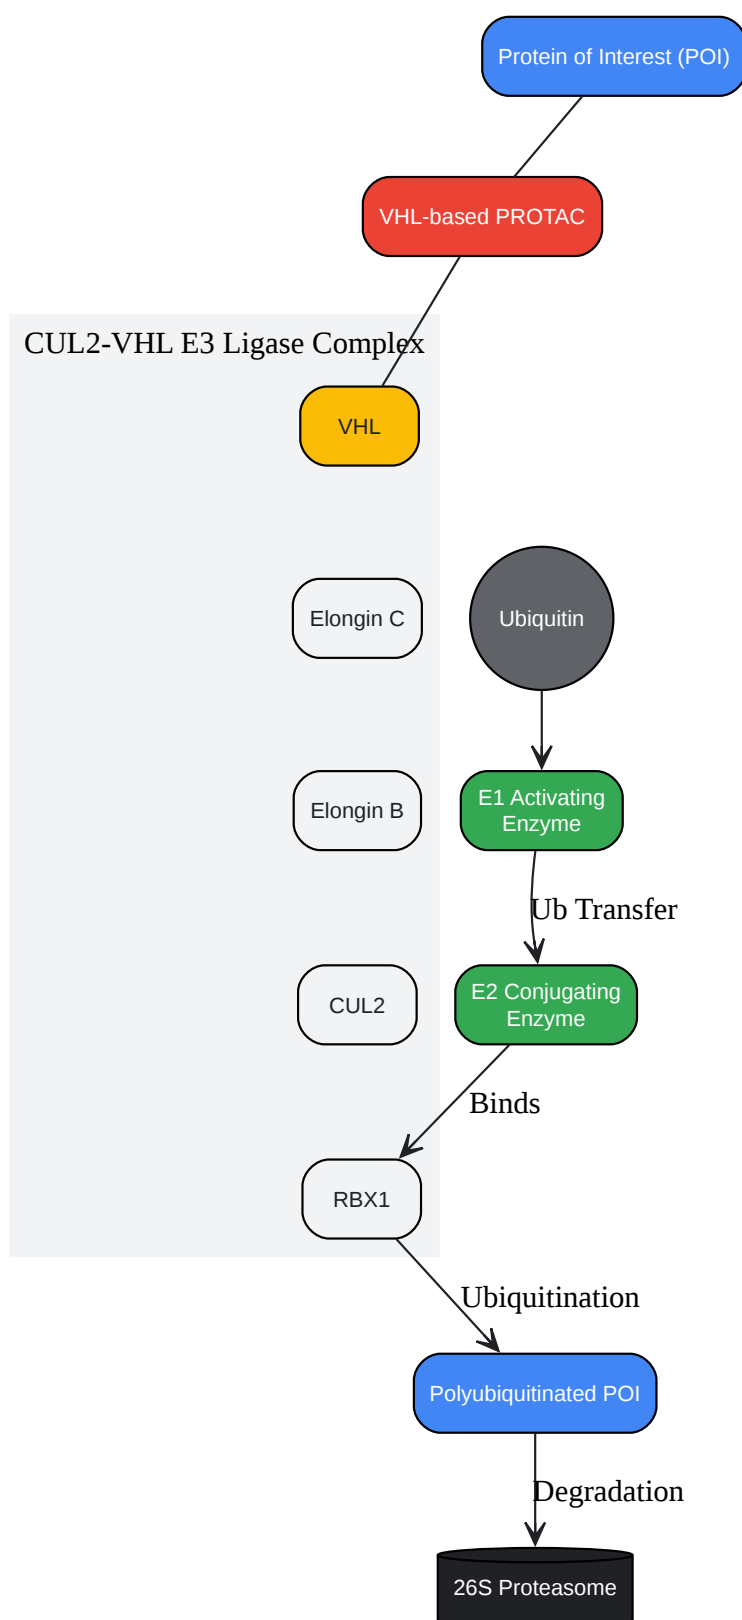 Protein of Interest (POI)
VHL-based PROTAC
CUL2-VHL E3 Ligase Complex
VHL
Elongin C
Ubiquitin
Elongin B
E1 Activating
Enzyme
Ub Transfer
CUL2
E2 Conjugating
Enzyme
Binds
RBX1
Ubiquitination
Polyubiquitinated POI
Degradation
26S Proteasome